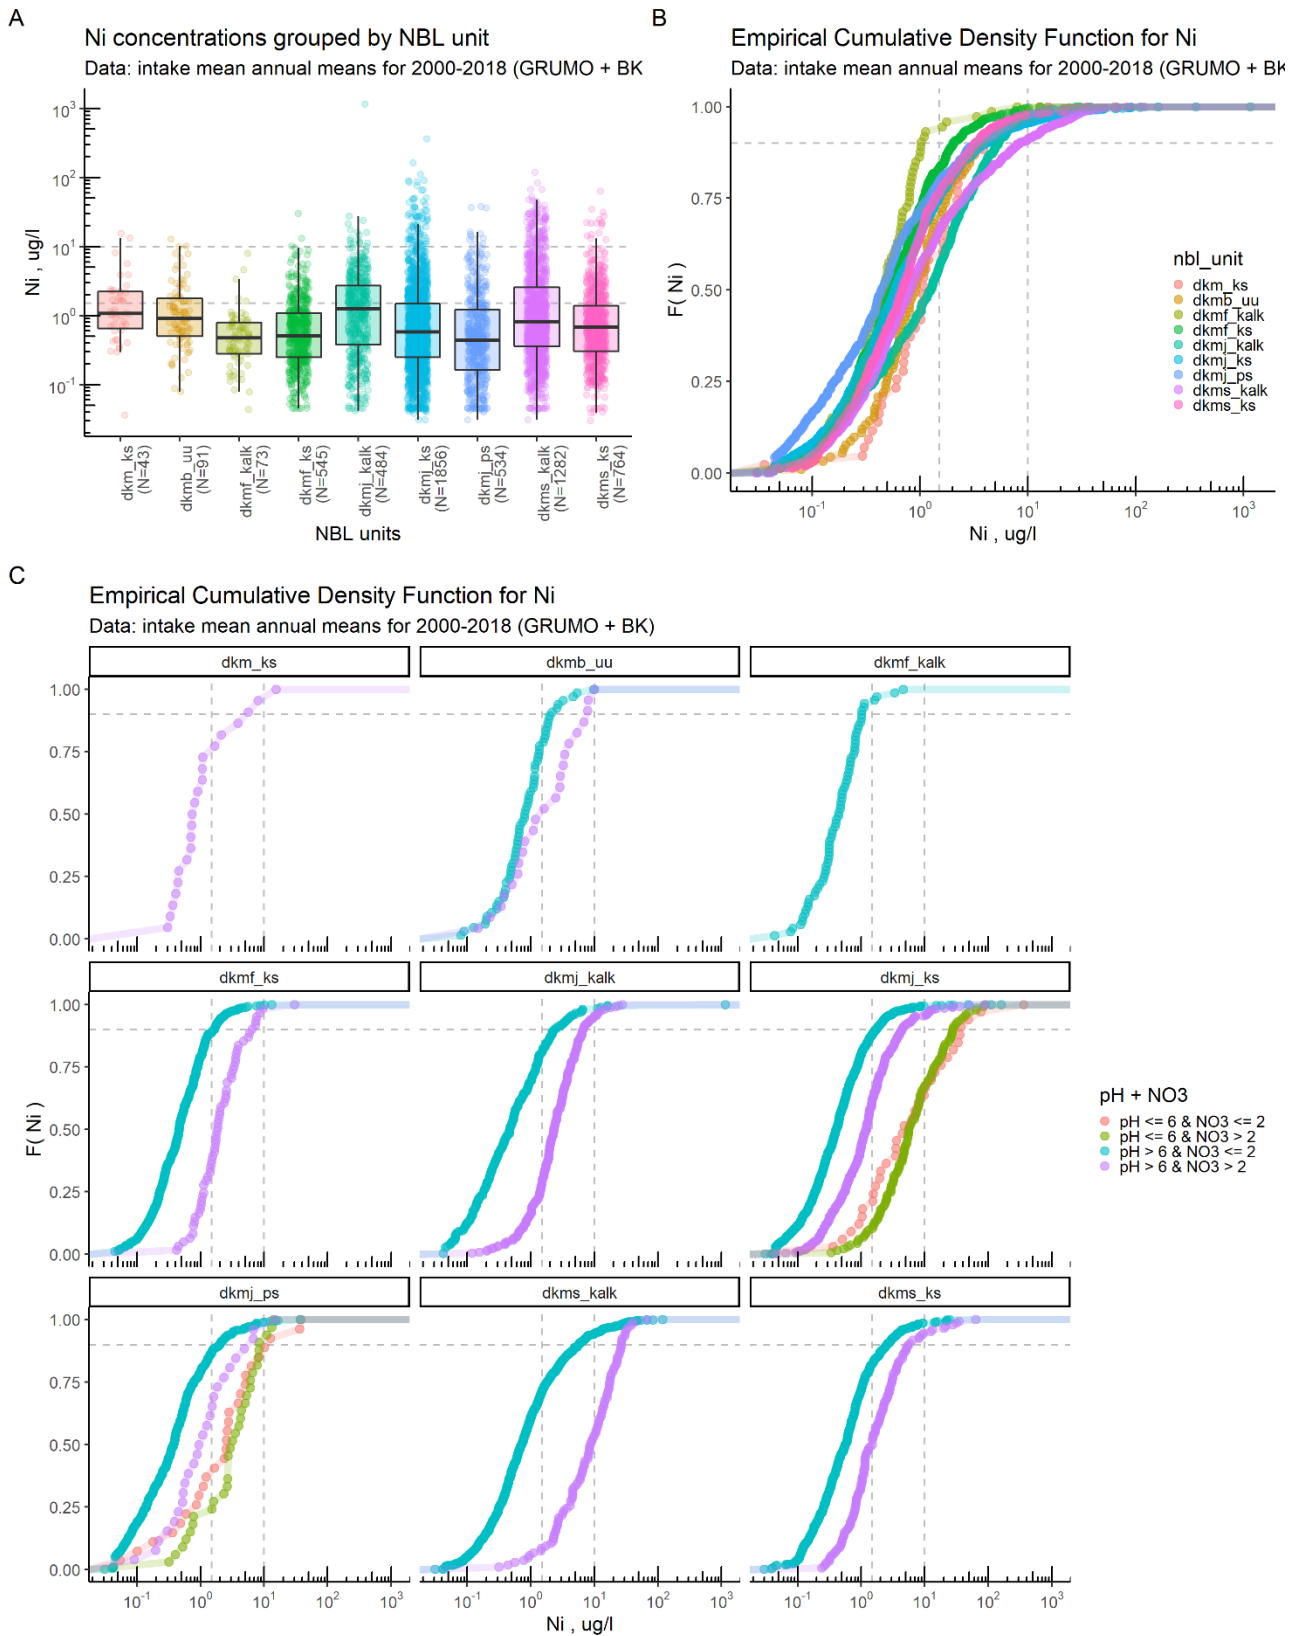 A
Ni concentrations grouped by NBL unit
Data: intake mean annual means for 2000-2018 (GRUMO + BK
Ni , ug/l
10³
10²
10¹
10⁰
10⁻¹
dkm_ks
(N=43)
dkmb_uu
(N=91)
dkmf_kalk
(N=73)
dkmf_ks
(N=545)
dkmj_kalk
(N=484)
dkmj_ks
(N=1856)
dkmj_ps
(N=534)
dkms_kalk
(N=1282)
dkms_ks
(N=764)
NBL units
B
Empirical Cumulative Density Function for Ni
Data: intake mean annual means for 2000-2018 (GRUMO + BK
F( Ni )
1.00
0.75
0.50
0.25
0.00
10⁻¹ 10⁰ 10¹ 10² 10³
Ni , ug/l
nbl_unit
dkm_ks
dkmb_uu
dkmf_kalk
dkmf_ks
dkmj_kalk
dkmj_ks
dkmj_ps
dkms_kalk
dkms_ks
C
Empirical Cumulative Density Function for Ni
Data: intake mean annual means for 2000-2018 (GRUMO + BK)
dkm_ks dkmb_uu dkmf_kalk
1.00
0.75
0.50
0.25
0.00
dkmf_ks dkmj_kalk dkmj_ks
1.00
0.75
0.50
0.25
0.00
F( Ni )
dkmj_ps dkms_kalk dkms_ks
1.00
0.75
0.50
0.25
0.00
10⁻¹ 10⁰ 10¹ 10² 10⁻¹ 10⁰ 10¹ 10² 10⁻¹ 10⁰ 10¹ 10²
Ni , ug/l
pH + NO3
pH <= 6 & NO3 <= 2
pH <= 6 & NO3 > 2
pH > 6 & NO3 <= 2
pH > 6 & NO3 > 2